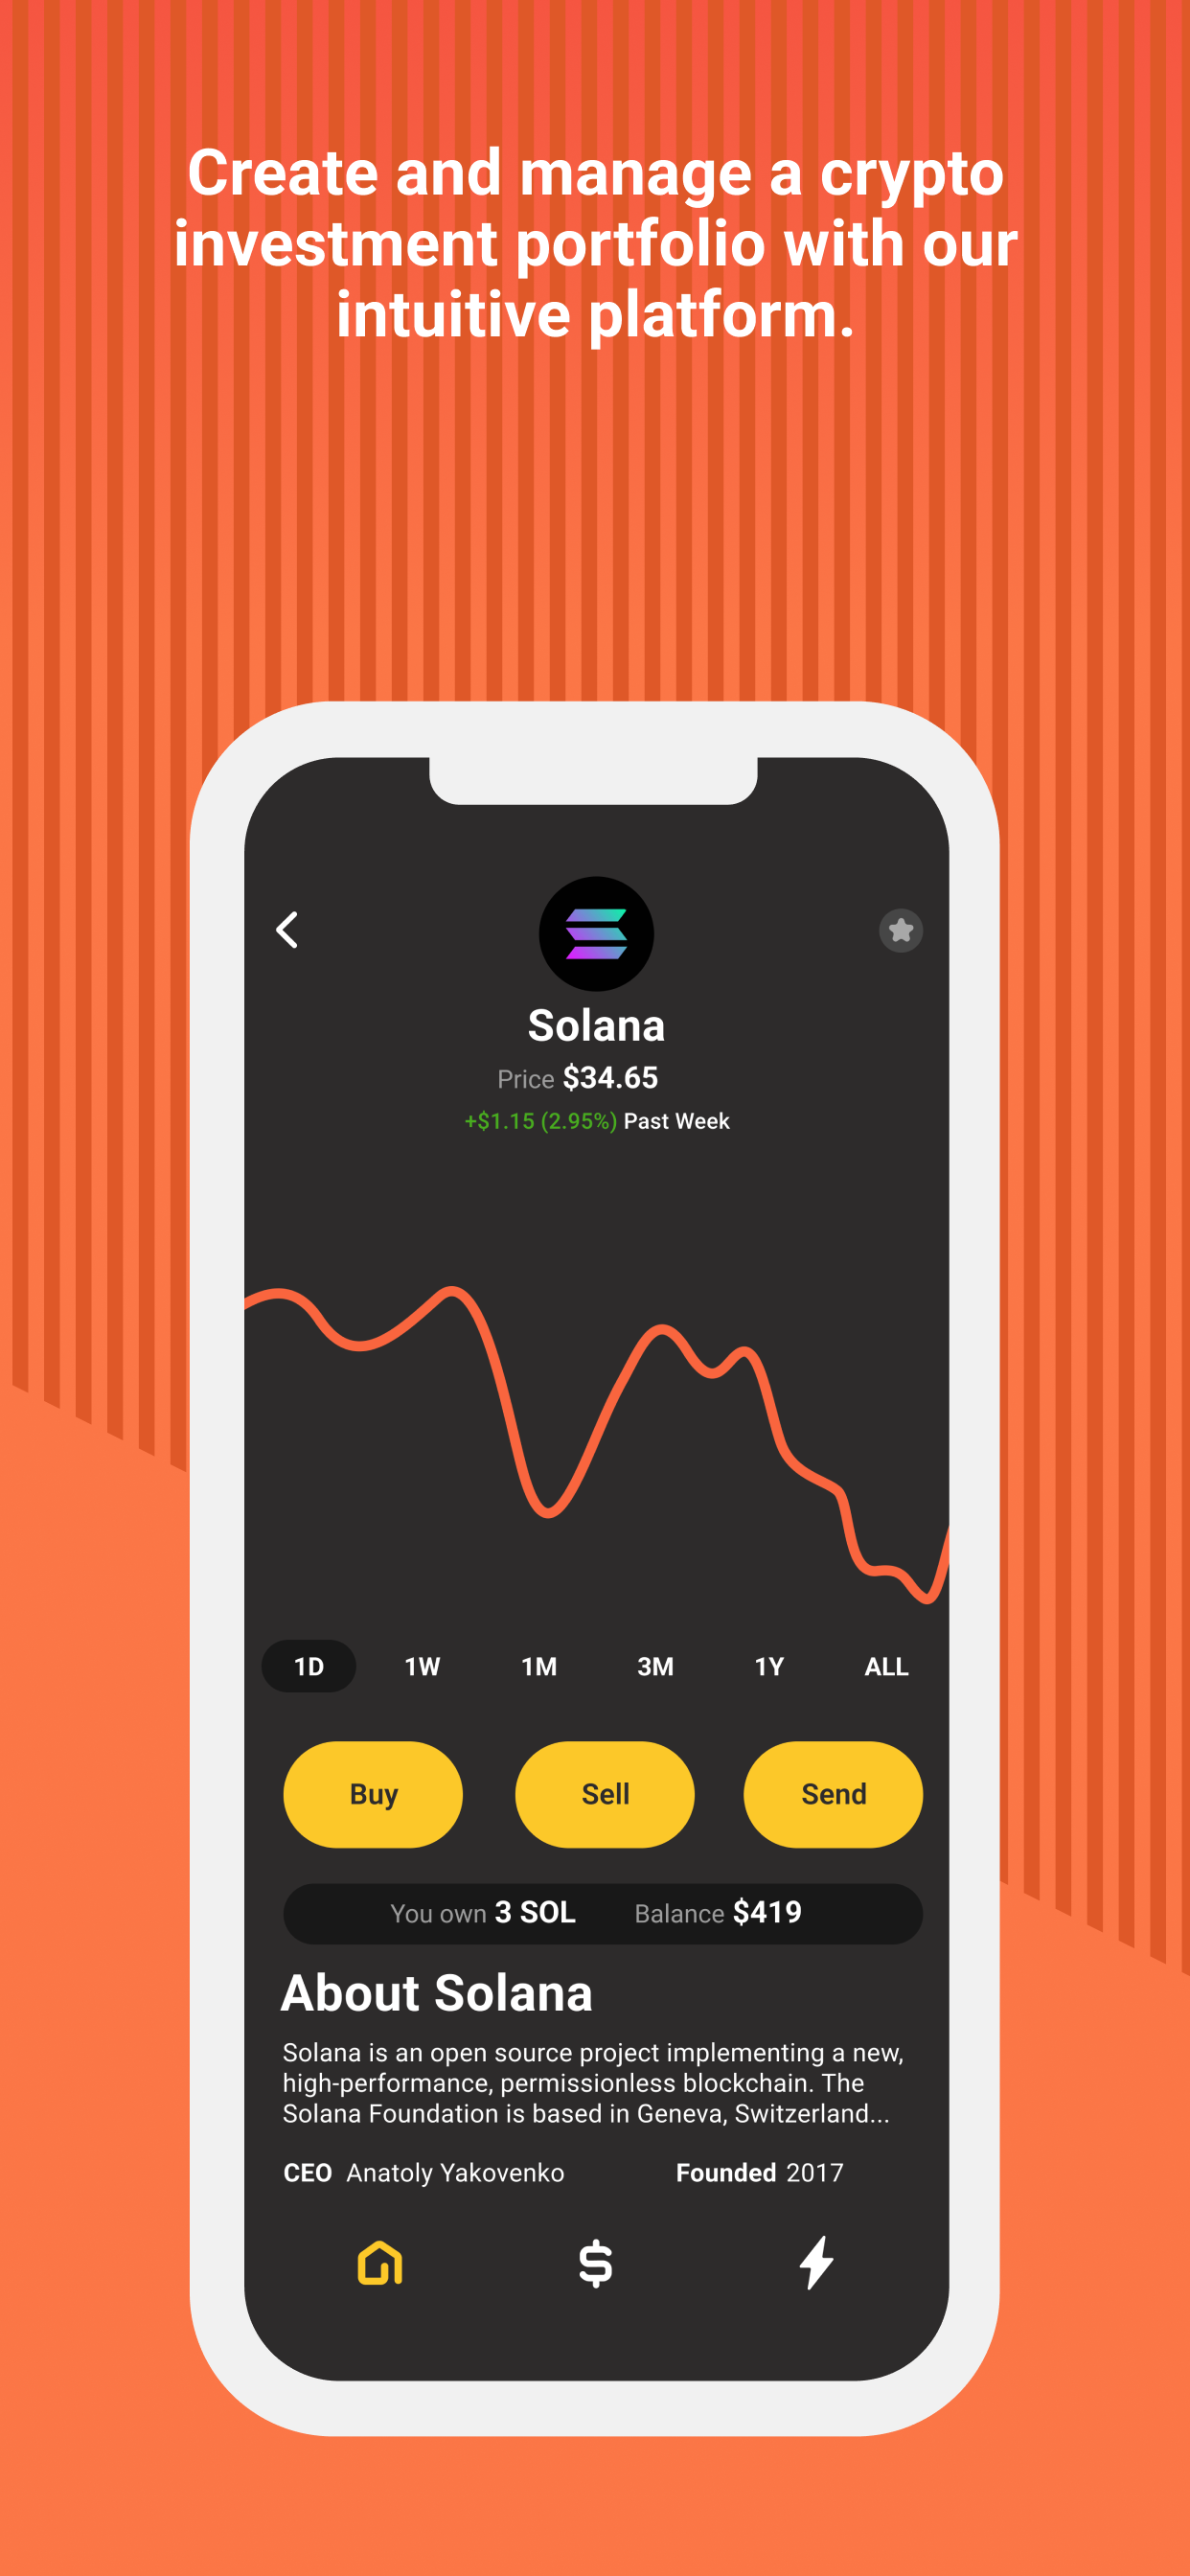 Create and manage a crypto
investment portfolio with our
intuitive platform.
Solana
Price $34.65
+$1.15 (2.95%) Past Week
1D 1W 1M 3M 1Y ALL
Buy Sell Send
You own 3 SOL Balance $419
About Solana
Solana is an open source project implementing a new,
high-performance, permissionless blockchain. The
Solana Foundation is based in Geneva, Switzerland...
CEO Anatoly Yakovenko Founded 2017